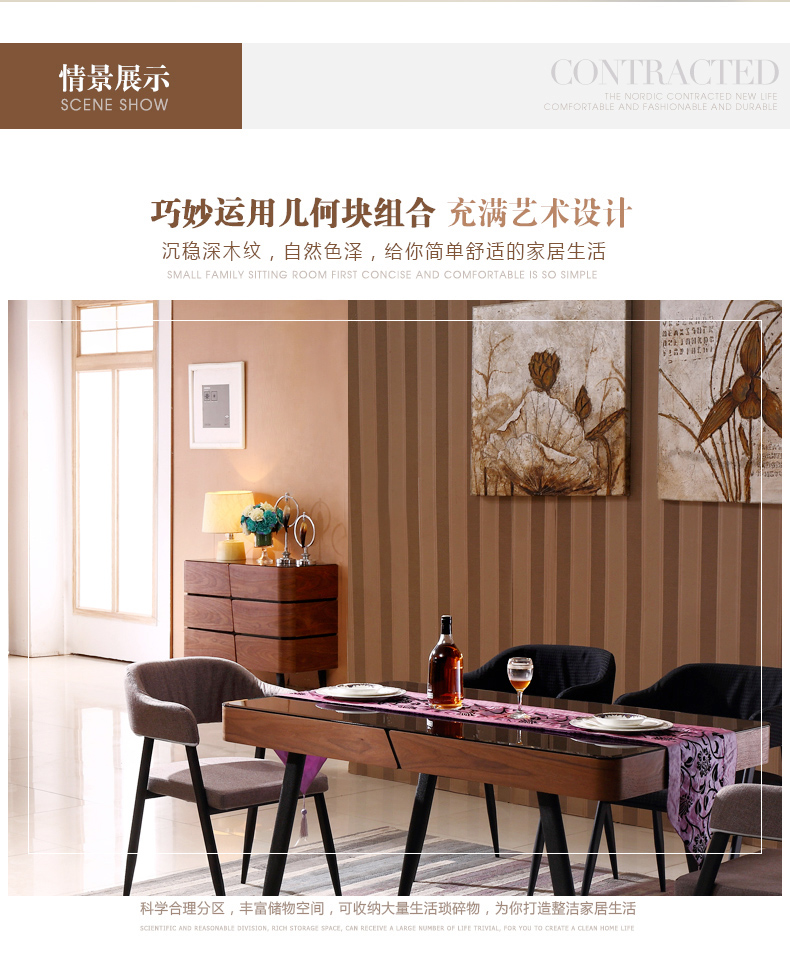 情景展示
SCENE SHOW
CONTRACTED
THE NORDIC CONTRACTED NEW LIFE
COMFORTABLE AND FASHIONABLE AND DURABLE
巧妙运用几何块组合 充满艺术设计
沉稳深木纹，自然色泽，给你简单舒适的家居生活
SMALL FAMILY SITTING ROOM FIRST CONCISE AND COMFORTABLE IS SO SIMPLE
科学合理分区，丰富储物空间，可收纳大量生活琐碎物，为你打造整洁家居生活
SCIENTIFIC AND REASONABLE DIVISION, RICH STORAGE SPACE, CAN RECEIVE A LARGE NUMBER OF LIFE TRIVIAL, FOR YOU TO CREATE A CLEAN HOME LIFE